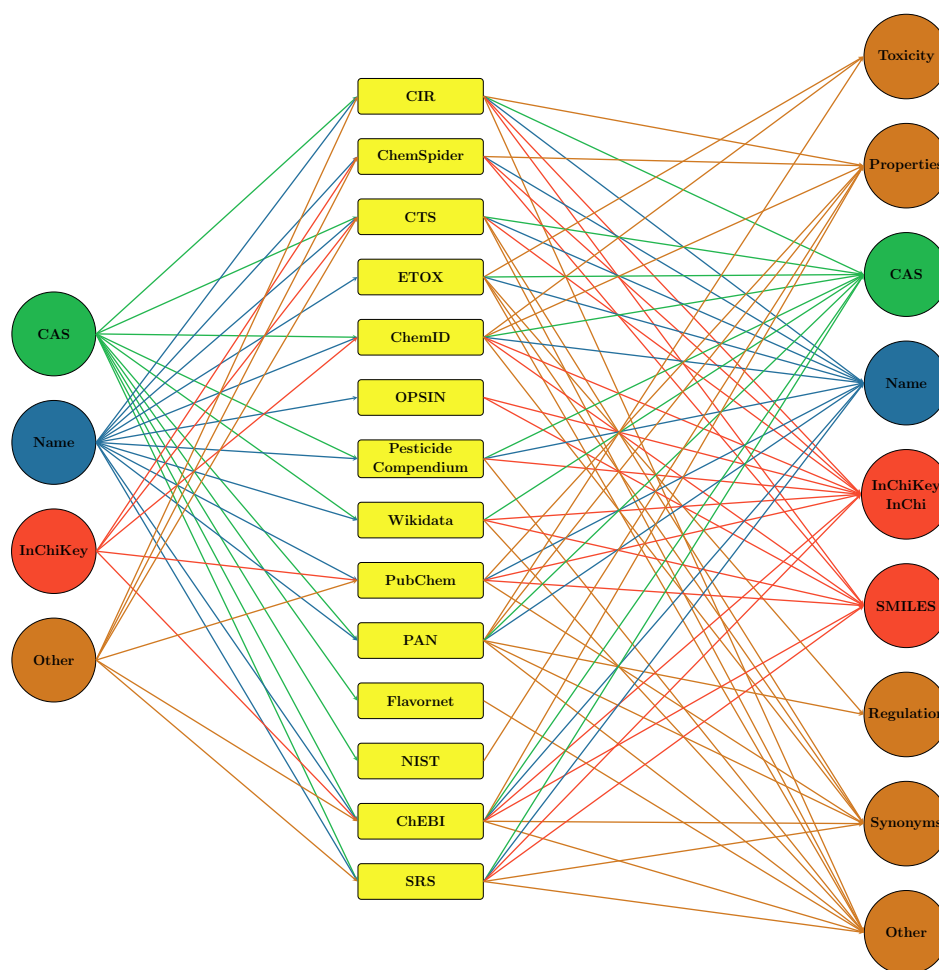 CAS
Name
InChiKey
Other
CIR
ChemSpider
CTS
ETOX
ChemID
OPSIN
Pesticide
Compendium
Wikidata
PubChem
PAN
Flavornet
NIST
ChEBI
SRS
Toxicity
Properties
CAS
Name
InChiKey
InChi
SMILES
Regulation
Synonyms
Other